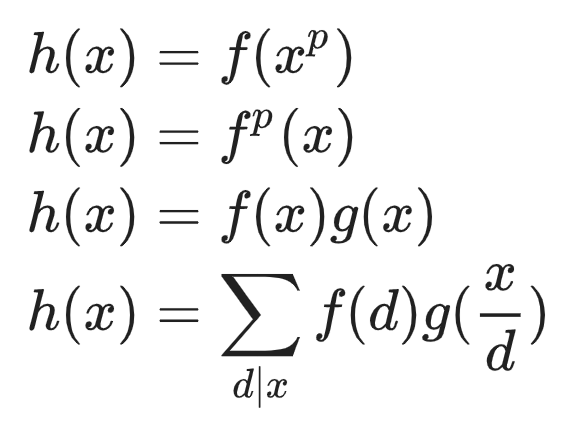 h(x) = f(x^p)
h(x) = f^p(x)
h(x) = f(x)g(x)
h(x) = \sum_{d|x} f(d)g(\frac{x}{d})